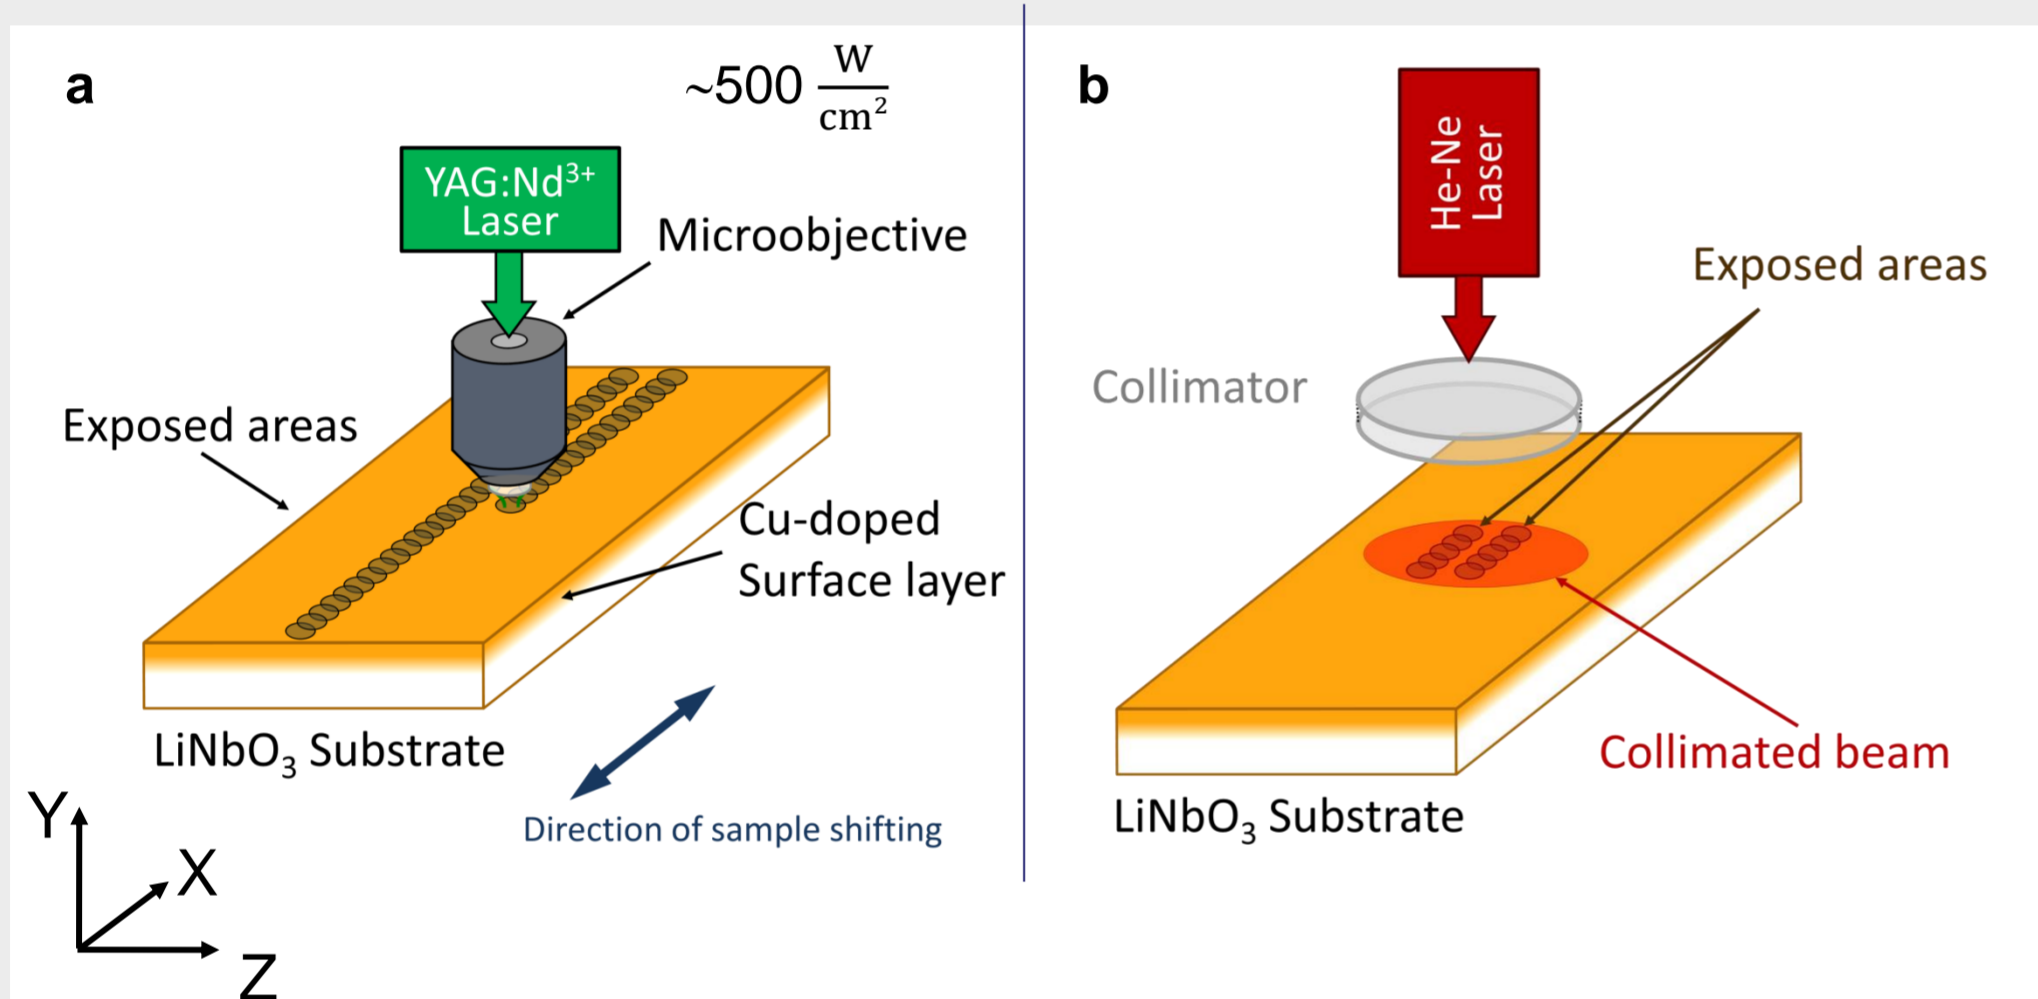 a
~500 W/cm²
YAG:Nd³⁺
Laser
Microobjective
Exposed areas
Cu-doped
Surface layer
LiNbO₃ Substrate
Direction of sample shifting
Y
X
Z
b
He-Ne
Laser
Exposed areas
Collimator
Collimated beam
LiNbO₃ Substrate